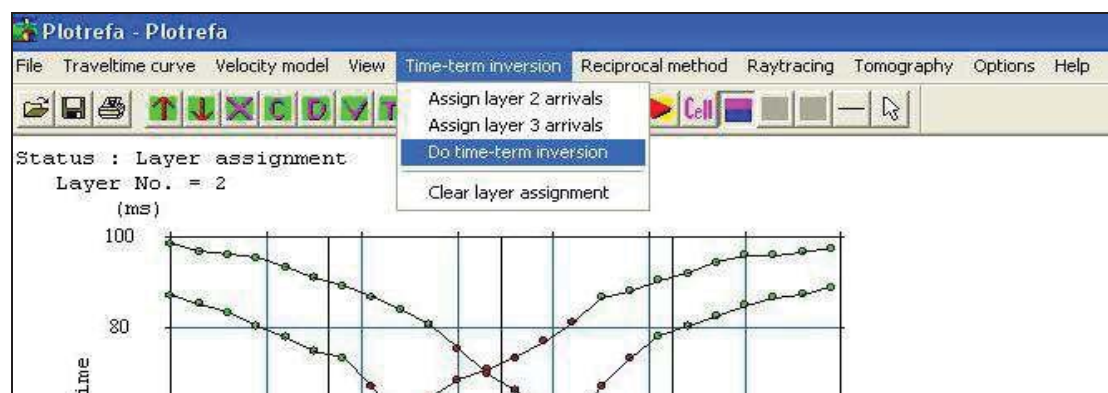 Plotrefa - Plotrefa
File Traveltime curve Velocity model View Time-term inversion Reciprocal method Raytracing Tomography Options Help
Assign layer 2 arrivals
Assign layer 3 arrivals
Do time-term inversion
Clear layer assignment
C D T Cell
Status : Layer assignment
Layer No. = 2
(ms)
100
80